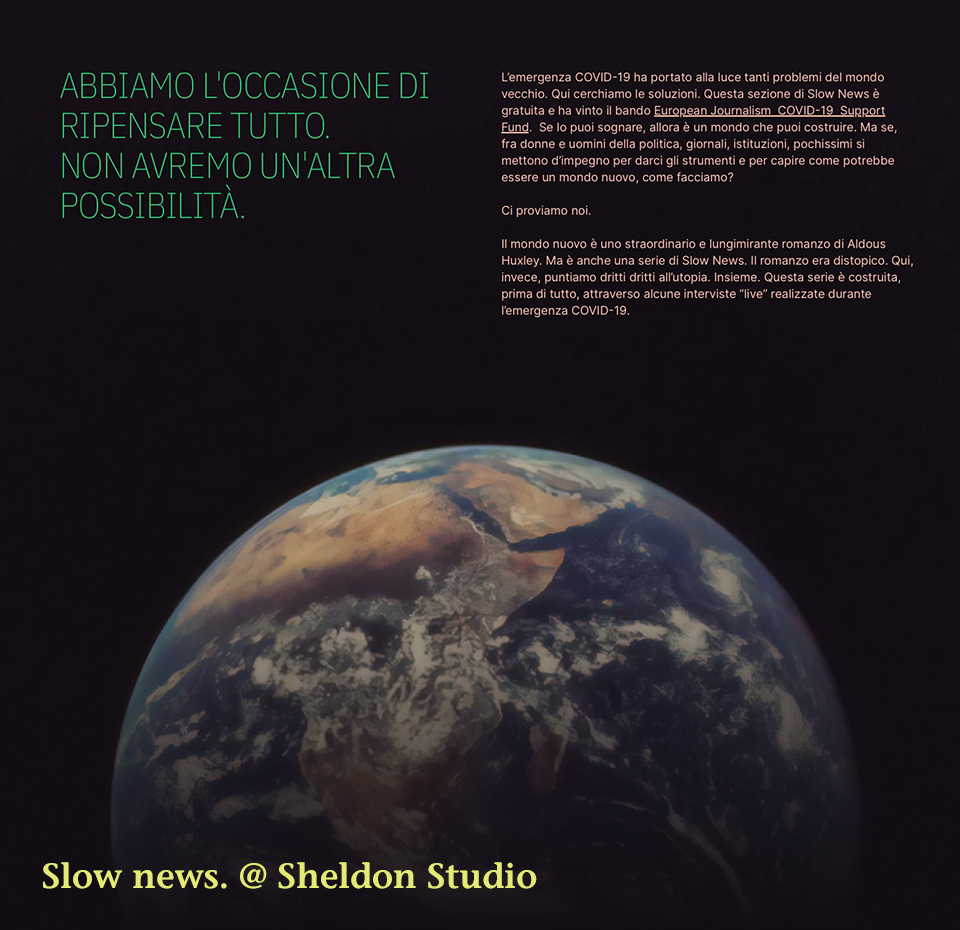 ABBIAMO L'OCCASIONE DI
RIPENSARE TUTTO.
NON AVREMO UN'ALTRA
POSSIBILITÀ.
L’emergenza COVID-19 ha portato alla luce tanti problemi del mondo
vecchio. Qui cerchiamo le soluzioni. Questa sezione di Slow News è
gratuita e ha vinto il bando European Journalism COVID-19 Support
Fund. Se lo puoi sognare, allora è un mondo che puoi costruire. Ma se,
fra donne e uomini della politica, giornali, istituzioni, pochissimi si
mettono d’impegno per darci gli strumenti e per capire come potrebbe
essere un mondo nuovo, come facciamo?
Ci proviamo noi.
Il mondo nuovo è uno straordinario e lungimirante romanzo di Aldous
Huxley. Ma è anche una serie di Slow News. Il romanzo era distopico. Qui,
invece, puntiamo dritti dritti all’utopia. Insieme. Questa serie è costruita,
prima di tutto, attraverso alcune interviste “live” realizzate durante
l’emergenza COVID-19.
Slow news. @ Sheldon Studio